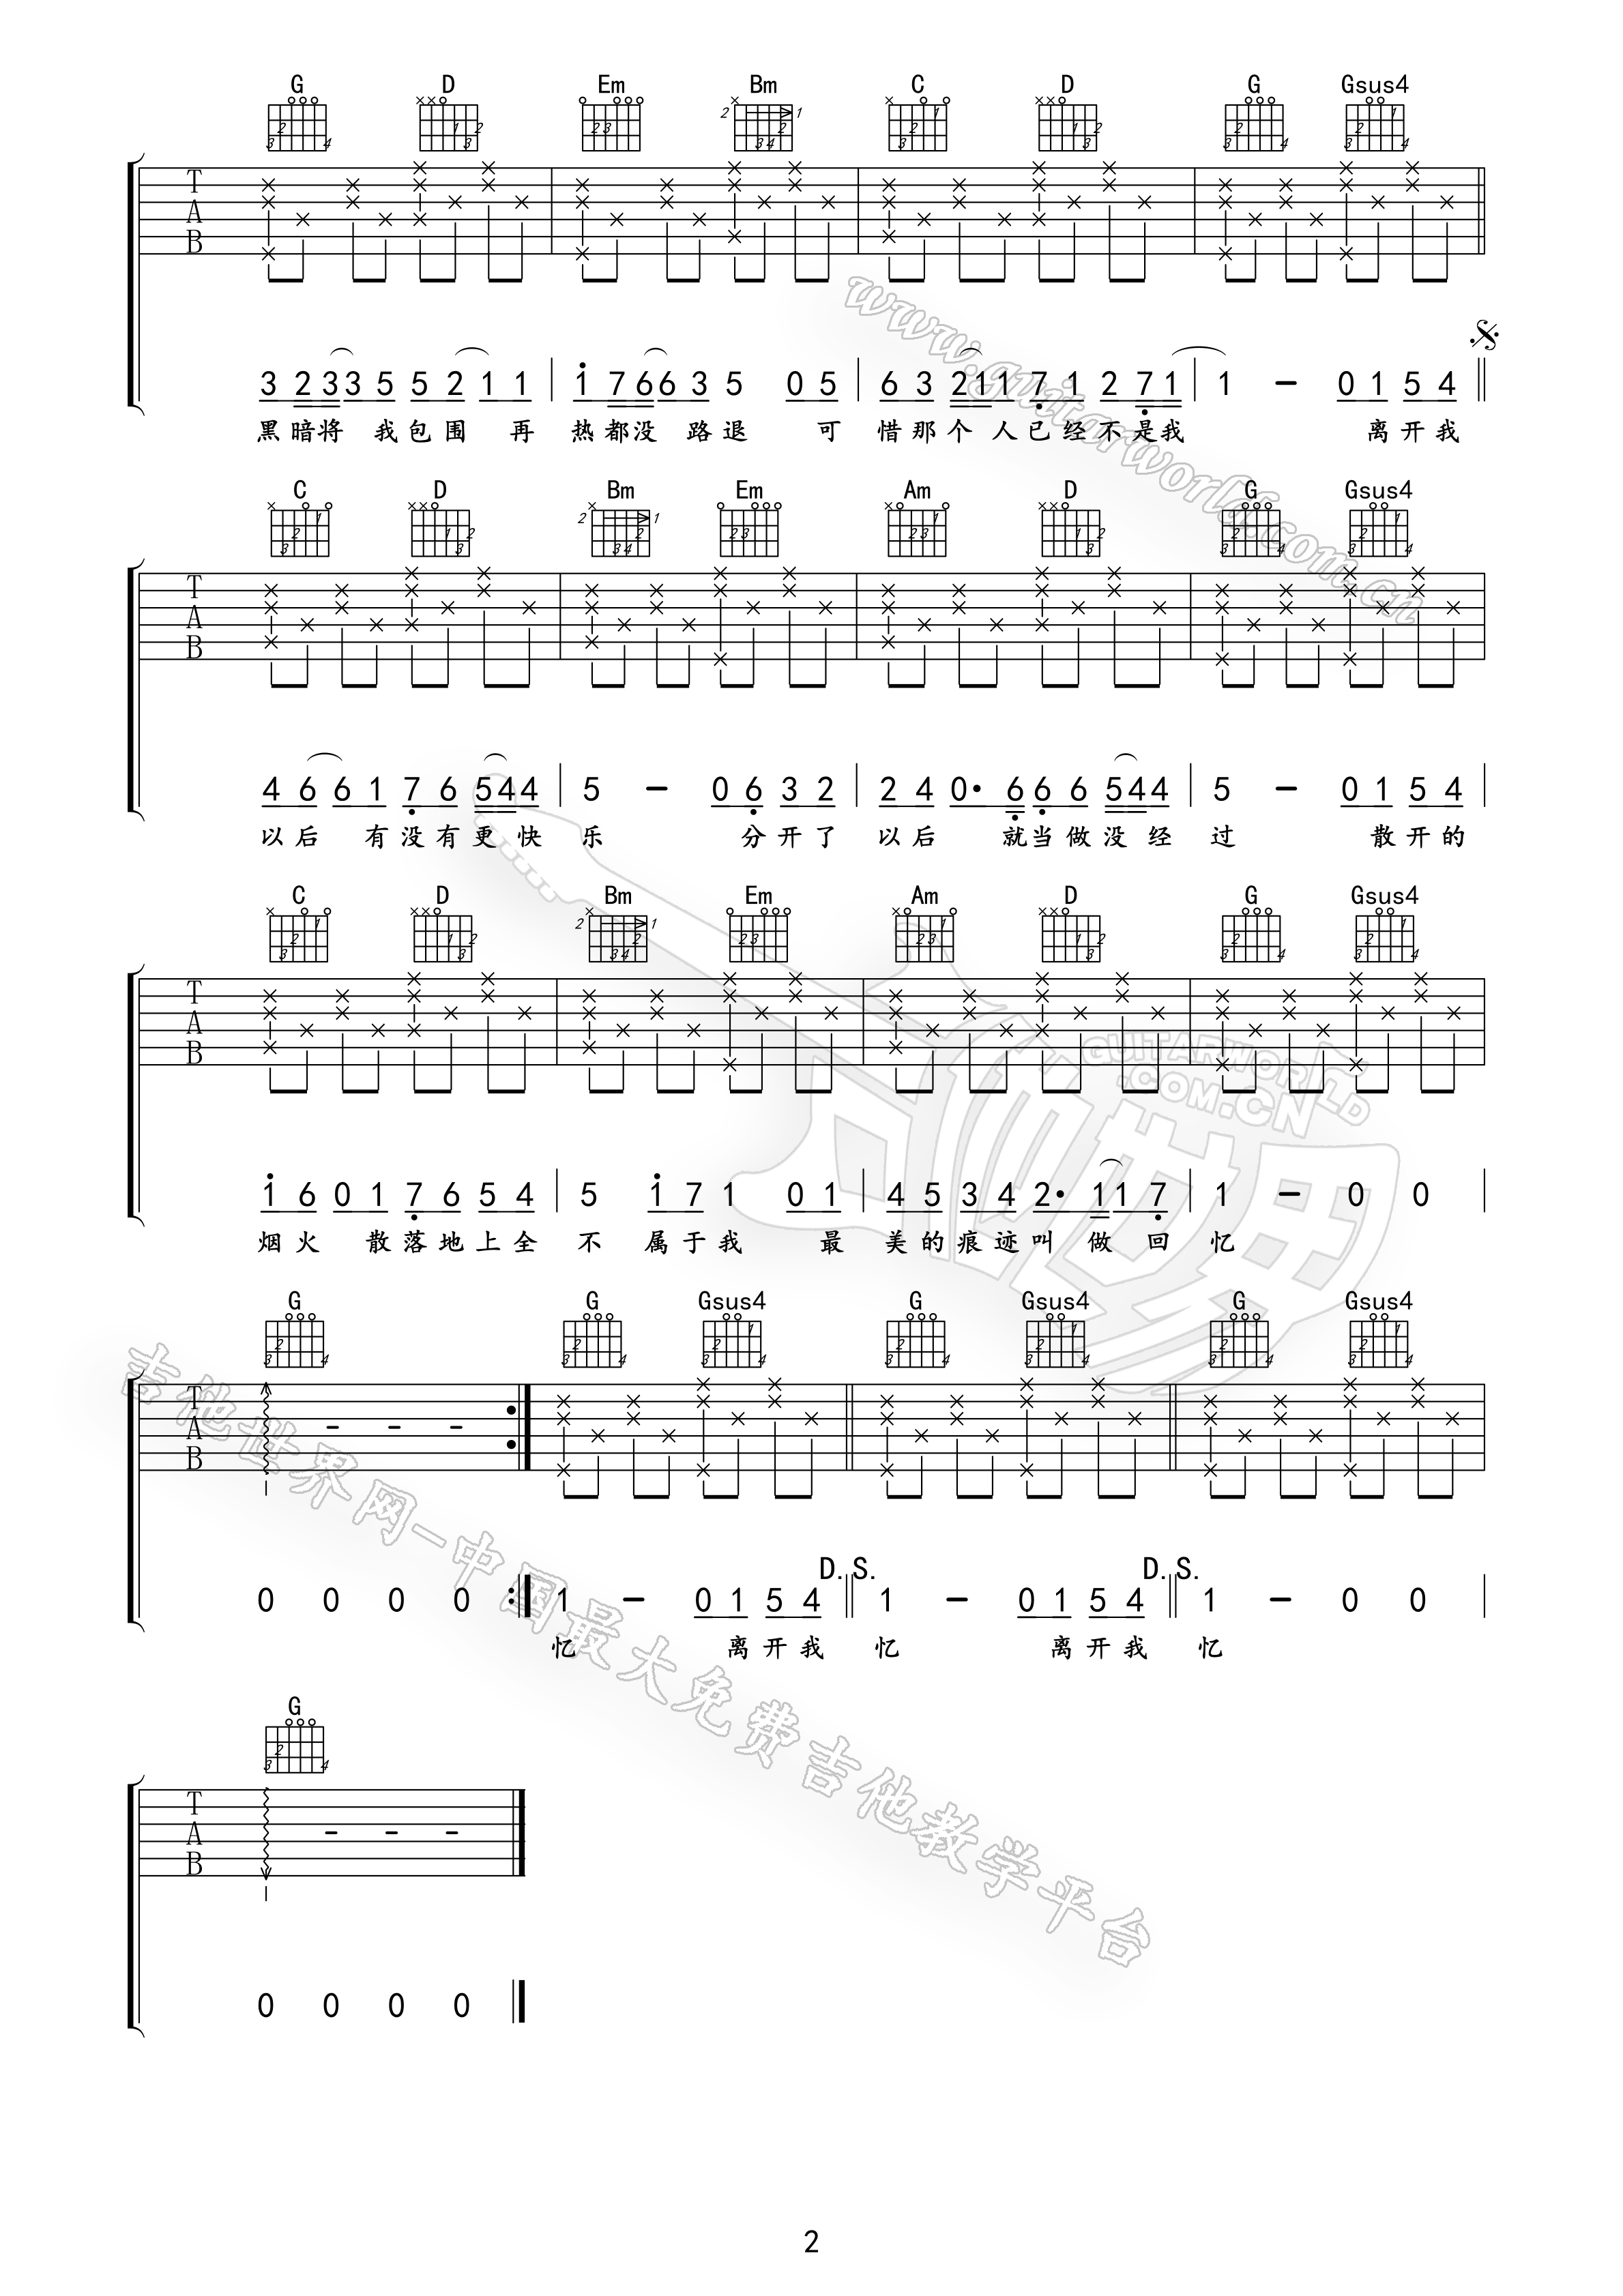 G D Em Bm C D G Gsus4
T
A
B
3 2 3 3 5 5 2 1 1 | 1 7 6 6 3 5 0 5 | 6 3 2 1 1 7 1 2 7 1 | 1 - 0 1 5 4
黑暗将 我包围 再 热都没 路退 可 惜那个 人已经不是我 离开我
C D Bm Em Am D G Gsus4
T
A
B
4 6 6 1 7 6 5 4 4 | 5 - 0 6 3 2 | 2 4 0· 6 6 6 5 4 4 | 5 - 0 1 5 4 |
以后 有没有更快 乐 分开了 以后 就当做没经 过 散开的
C D Bm Em Am D G Gsus4
T
A
B
1 6 0 1 7 6 5 4 | 5 1 7 1 0 1 | 4 5 3 4 2· 1 1 7 | 1 - 0 0 |
烟火 散落地上全 不 属于我 最 美的痕迹叫 做 回 忆
G G Gsus4 G Gsus4 G Gsus4
T
A
B
D.S. D.S.
0 0 0 0 :| 1 - 0 1 5 4 || 1 - 0 1 5 4 || 1 - 0 0 |
忆 离开我 忆 离开我 忆
G
T
A
B
0 0 0 0
2
www.guitarworld.com.cn
GUITARWORLD
.COM.CN
吉他世界网-中国最大免费吉他教学平台